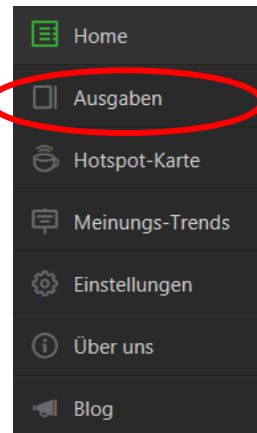 Home
Ausgaben
Hotspot-Karte
Meinungs-Trends
Einstellungen
Über uns
Blog